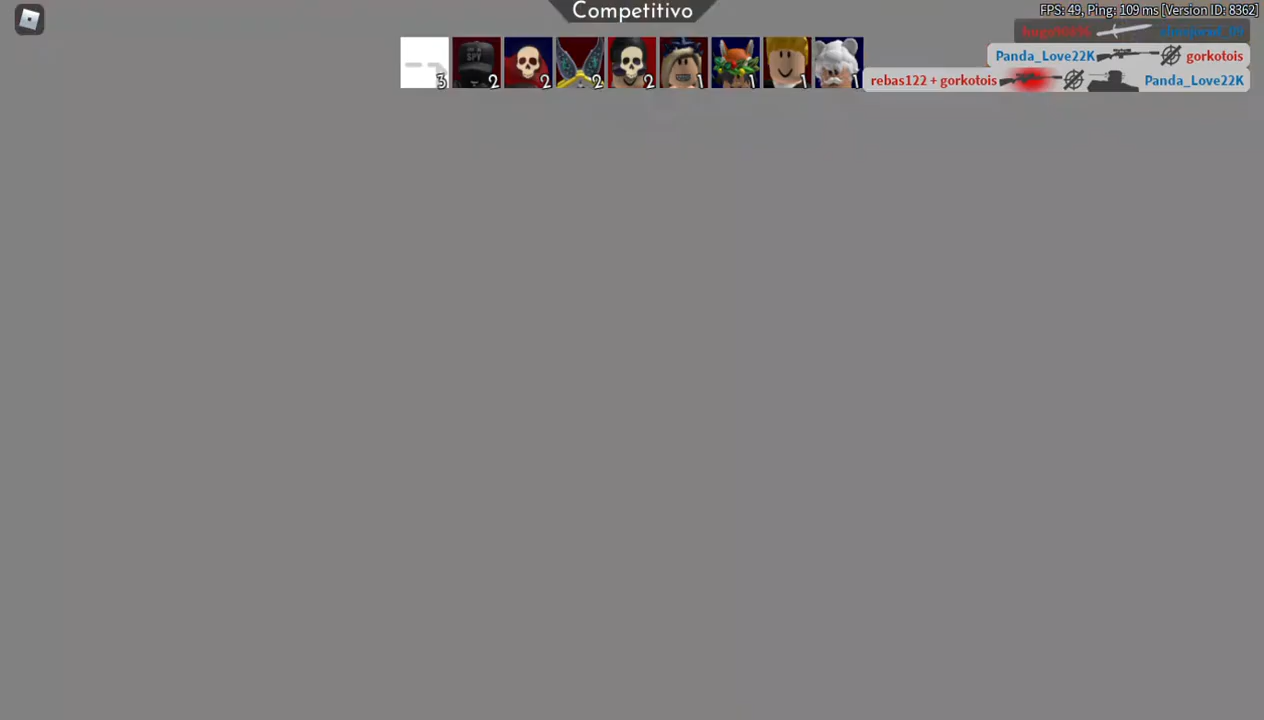 Competitivo
FPS: 49, Ping: 109 ms [Version ID: 8362]
3 2 2 2 2 1 1 1 1
SPY
Panda_Love22K gorkotois
rebas122 + gorkotois Panda_Love22K